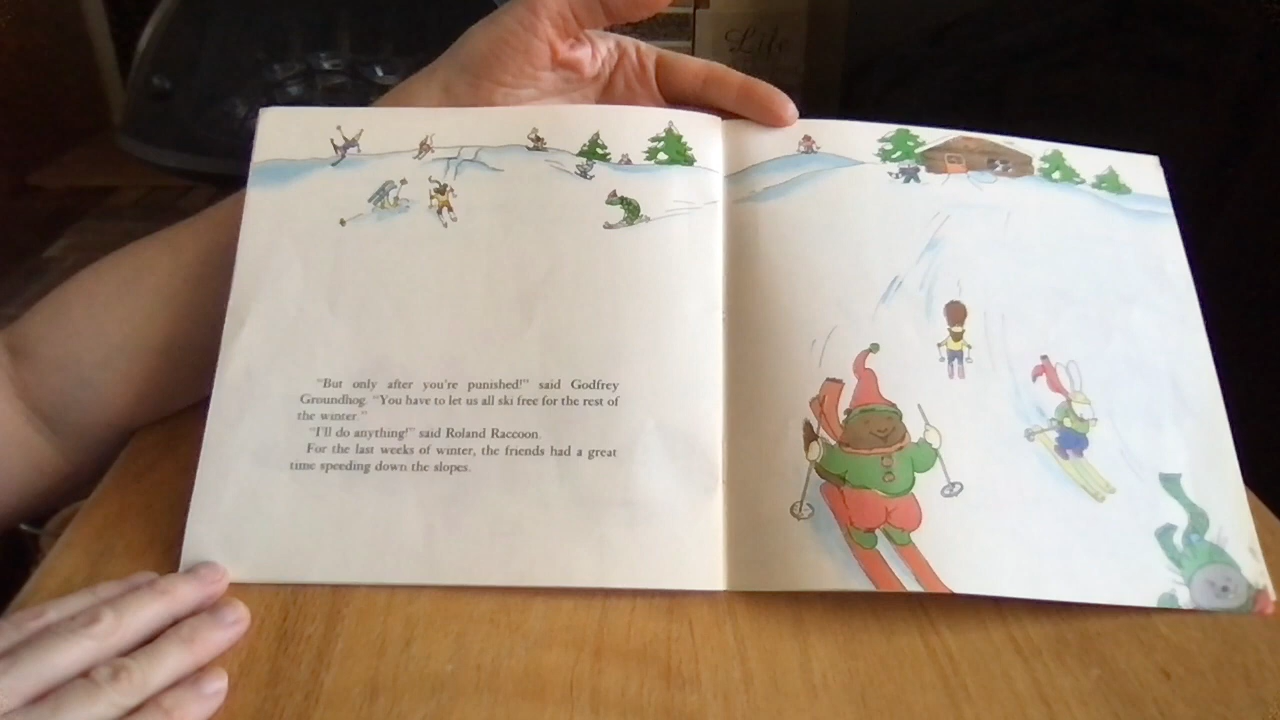 Life
"But only after you're punished!" said Godfrey
Groundhog. "You have to let us all ski free for the rest of
the winter."
"I'll do anything!" said Roland Raccoon.
For the last weeks of winter, the friends had a great
time speeding down the slopes.